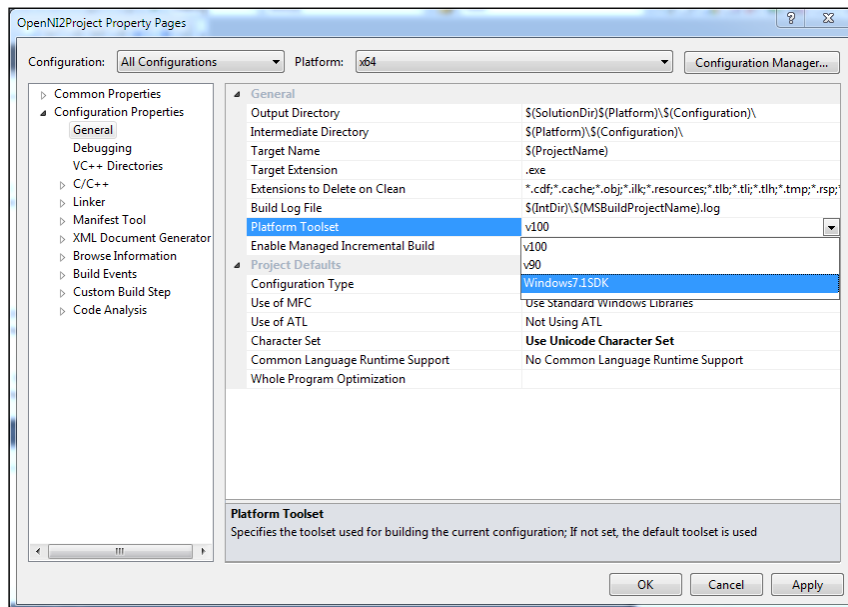 OpenNI2Project Property Pages
Configuration: All Configurations Platform: x64 Configuration Manager...
Common Properties
Configuration Properties
General
Debugging
VC++ Directories
C/C++
Linker
Manifest Tool
XML Document Generator
Browse Information
Build Events
Custom Build Step
Code Analysis
General
Output Directory $(SolutionDir)$(Platform)\$(Configuration)\
Intermediate Directory $(Platform)\$(Configuration)\
Target Name $(ProjectName)
Target Extension .exe
Extensions to Delete on Clean *.cdf;*.cache;*.obj;*.ilk;*.resources;*.tlb;*.tli;*.tlh;*.tmp;*.rsp;*
Build Log File $(IntDir)\$(MSBuildProjectName).log
Platform Toolset v100
Enable Managed Incremental Build v100
v90
Project Defaults
Configuration Type Windows7.1SDK
Use of MFC Use Standard Windows Libraries
Use of ATL Not Using ATL
Character Set Use Unicode Character Set
Common Language Runtime Support No Common Language Runtime Support
Whole Program Optimization
Platform Toolset
Specifies the toolset used for building the current configuration; If not set, the default toolset is used
OK Cancel Apply